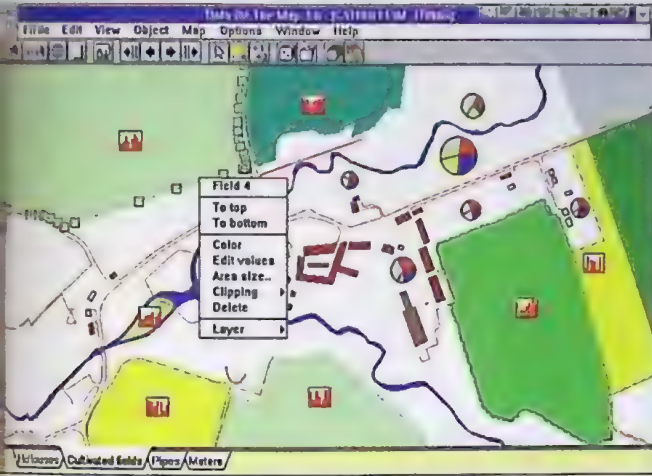 File Edit View Object Map Options Window Help
Field 4
To top
To bottom
Color
Edit values
Area size..
Clipping
Delete
Layer
Houses Cultivated fields Pipes Meters